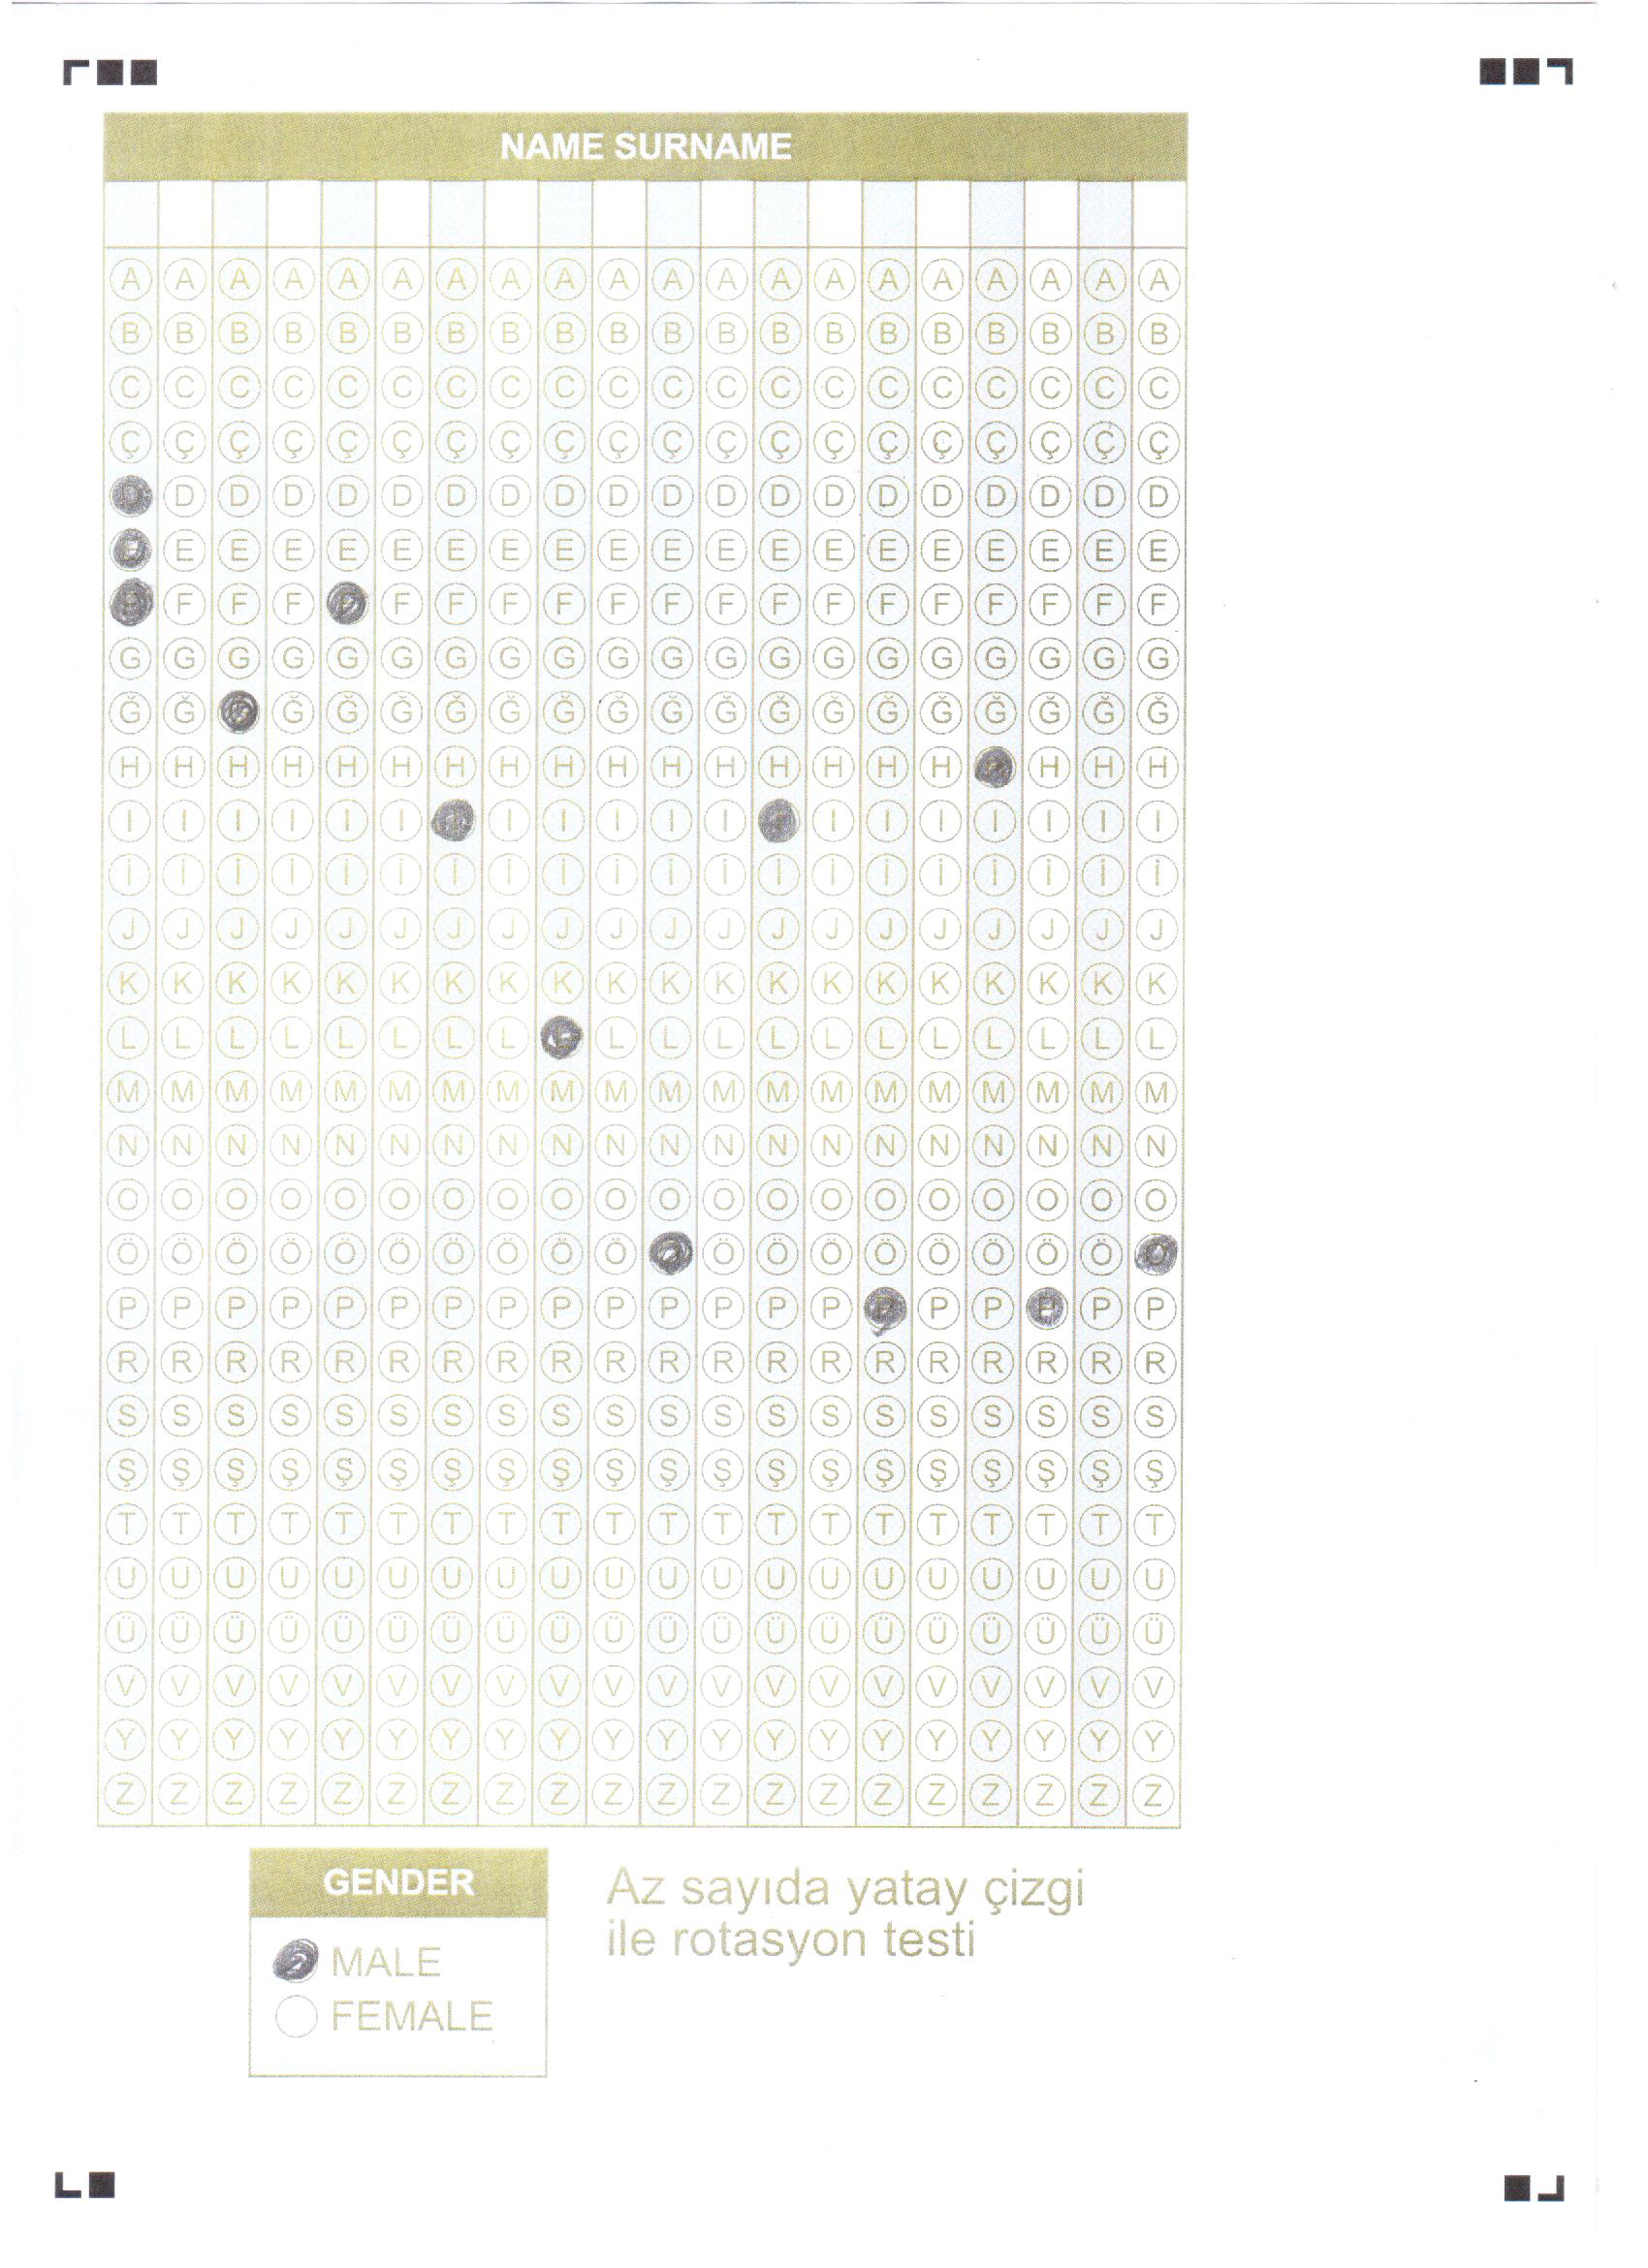 NAME SURNAME
A A A A A A A A A A A A A A A A A A A A
B B B B B B B B B B B B B B B B B B B B
C C C C C C C C C C C C C C C C C C C C
Ç Ç Ç Ç Ç Ç Ç Ç Ç Ç Ç Ç Ç Ç Ç Ç Ç Ç Ç Ç
D D D D D D D D D D D D D D D D D D D
E E E E E E E E E E E E E E E E E E E
F F F F F F F F F F F F F F F F F F
G G G G G G G G G G G G G G G G G G G G
Ğ Ğ Ğ Ğ Ğ Ğ Ğ Ğ Ğ Ğ Ğ Ğ Ğ Ğ Ğ Ğ Ğ Ğ Ğ
H H H H H H H H H H H H H H H H H H H
I I I I I I I I I I I I I I I I I I
İ İ İ İ İ İ İ İ İ İ İ İ İ İ İ İ İ İ İ İ
J J J J J J J J J J J J J J J J J J J J
K K K K K K K K K K K K K K K K K K K K
L L L L L L L L L L L L L L L L L L L
M M M M M M M M M M M M M M M M M M M M
N N N N N N N N N N N N N N N N N N N N
O O O O O O O O O O O O O O O O O O O O
Ö Ö Ö Ö Ö Ö Ö Ö Ö Ö Ö Ö Ö Ö Ö Ö Ö Ö
P P P P P P P P P P P P P P P P P P P P
R R R R R R R R R R R R R R R R R R R R
S S S S S S S S S S S S S S S S S S S S
Ş Ş Ş Ş Ş Ş Ş Ş Ş Ş Ş Ş Ş Ş Ş Ş Ş Ş Ş Ş
T T T T T T T T T T T T T T T T T T T T
U U U U U U U U U U U U U U U U U U U U
Ü Ü Ü Ü Ü Ü Ü Ü Ü Ü Ü Ü Ü Ü Ü Ü Ü Ü Ü Ü
V V V V V V V V V V V V V V V V V V V V
Y Y Y Y Y Y Y Y Y Y Y Y Y Y Y Y Y Y Y Y
Z Z Z Z Z Z Z Z Z Z Z Z Z Z Z Z Z Z Z Z
GENDER
MALE
FEMALE
Az sayıda yatay çizgi
ile rotasyon testi